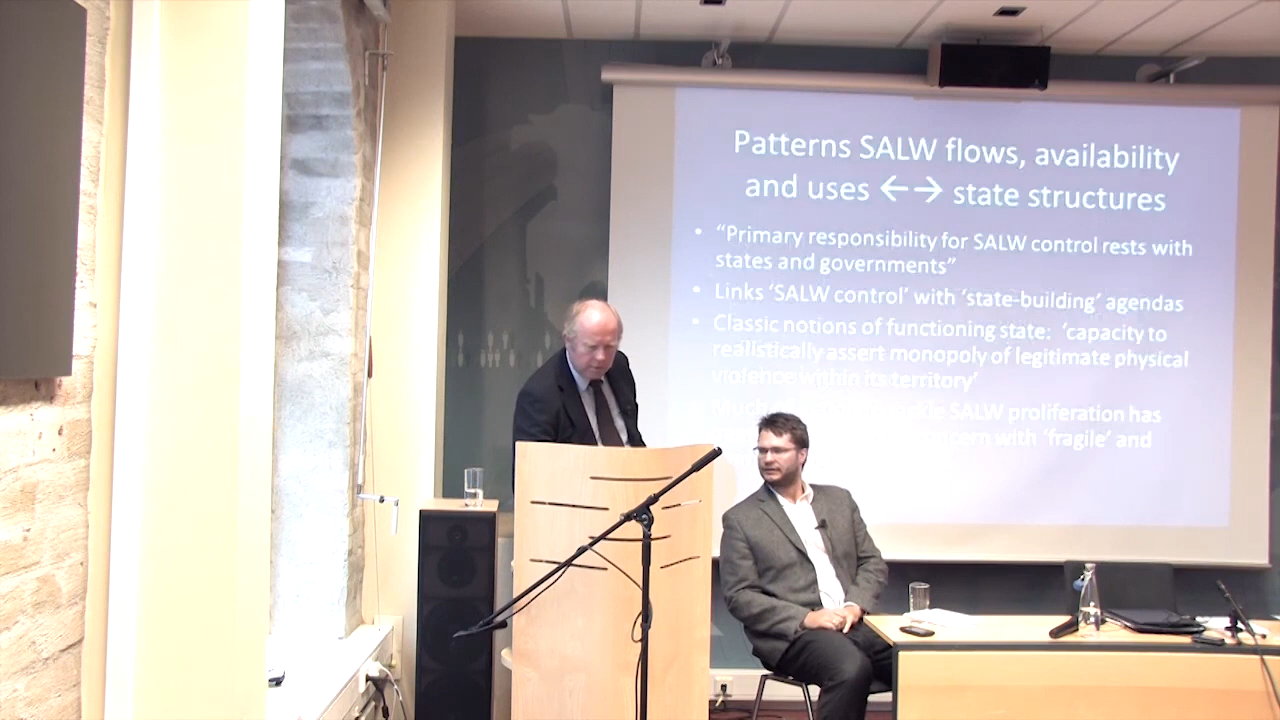 Patterns SALW flows, availability
and uses ←→ state structures
• “Primary responsibility for SALW control rests with
states and governments”
• Links ‘SALW control’ with ‘state-building’ agendas
• Classic notions of functioning state: ‘capacity to
realistically assert monopoly of legitimate physical
violence within its territory’
Much SALW proliferation has
with ‘fragile’ and